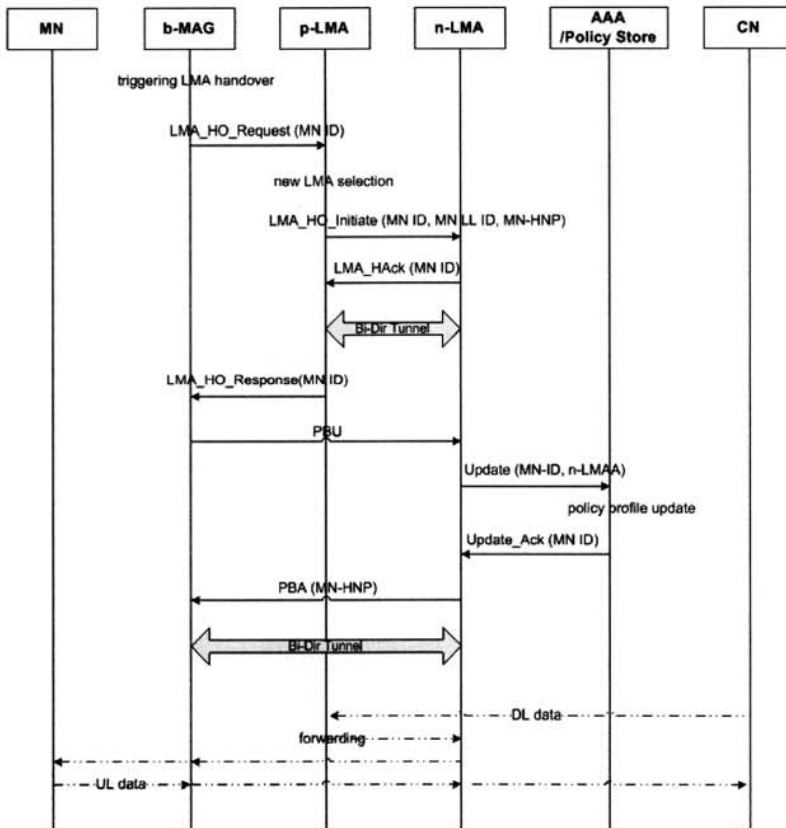 MN
b-MAG
p-LMA
n-LMA
AAA
/Policy Store
CN
triggering LMA handover
LMA_HO_Request (MN ID)
new LMA selection
LMA_HO_Initiate (MN ID, MN LL ID, MN-HNP)
LMA_HAck (MN ID)
Bi-Dir Tunnel
LMA_HO_Response(MN ID)
PBU
Update (MN-ID, n-LMAA)
policy profile update
Update_Ack (MN ID)
PBA (MN-HNP)
Bi-Dir Tunnel
DL data
forwarding
UL data